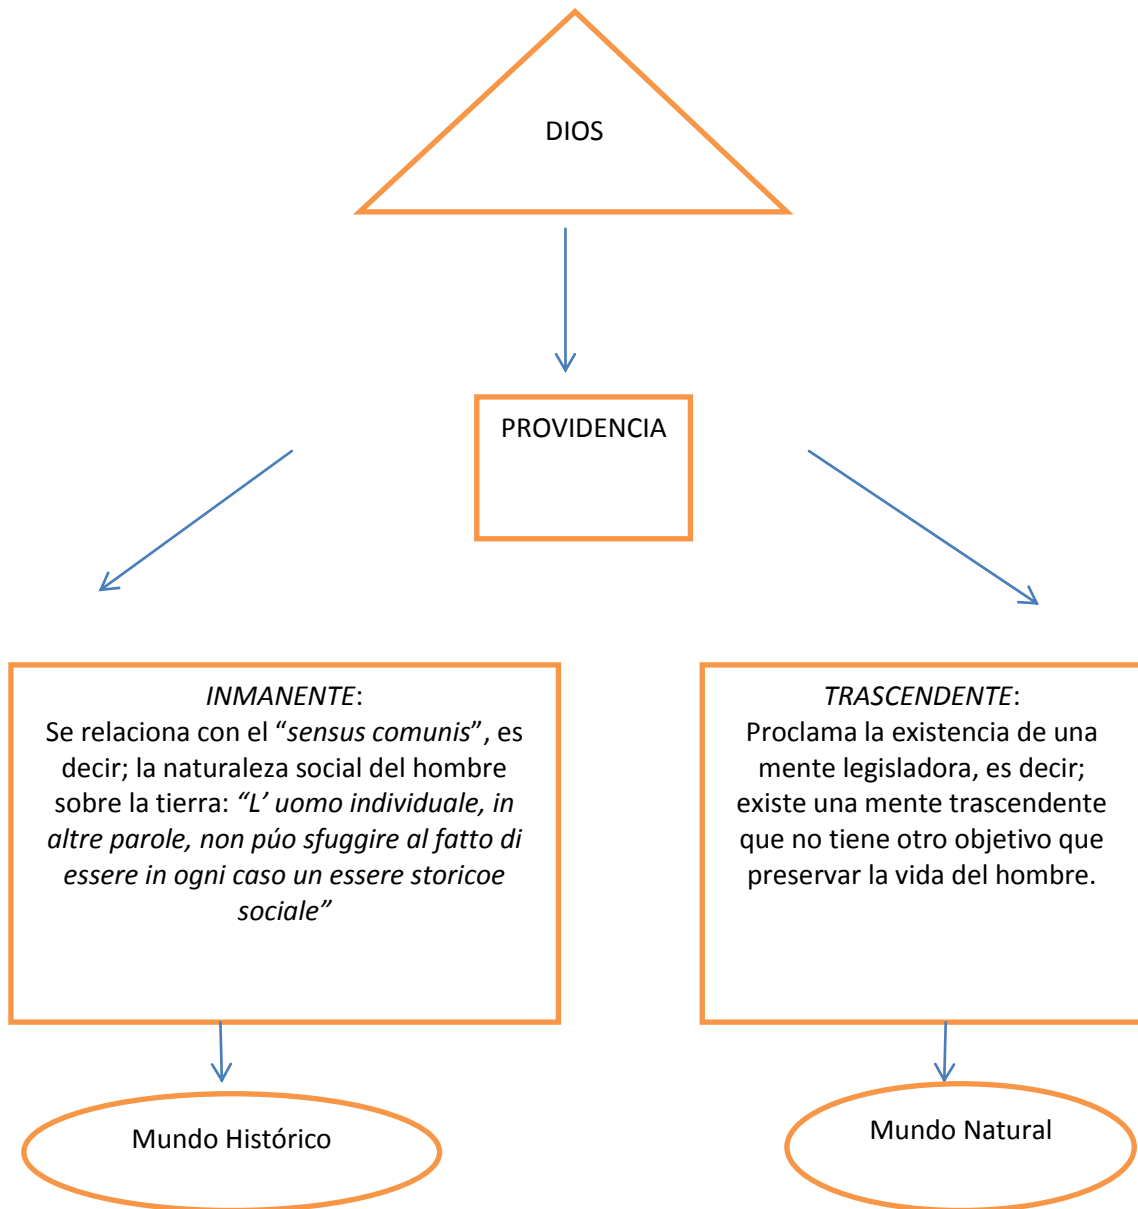 DIOS
PROVIDENCIA
INMANENTE:
Se relaciona con el “sensus comunis”, es
decir; la naturaleza social del hombre
sobre la tierra: “L’ uomo individuale, in
altre parole, non púo sfuggire al fatto di
essere in ogni caso un essere storicoe
sociale”
TRASCENDENTE:
Proclama la existencia de una
mente legisladora, es decir;
existe una mente trascendente
que no tiene otro objetivo que
preservar la vida del hombre.
Mundo Histórico
Mundo Natural